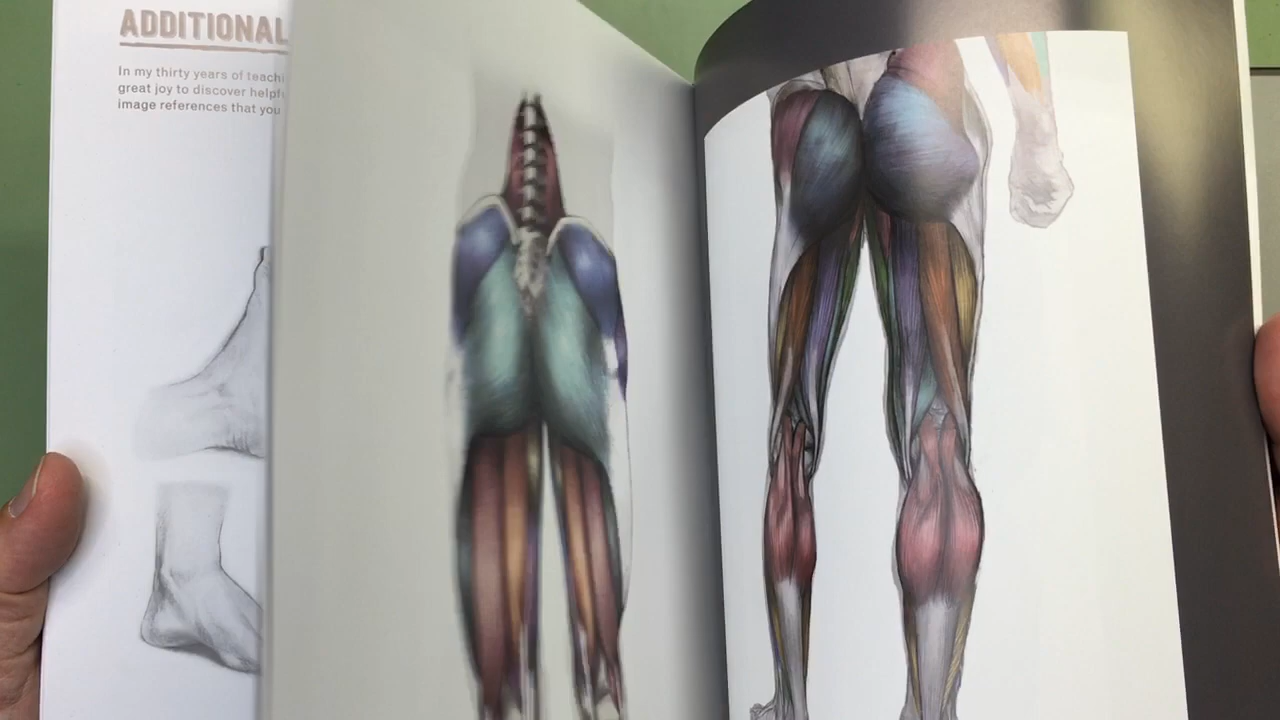 ADDITIONAL
In my thirty years of teachi
great joy to discover helpf
image references that you